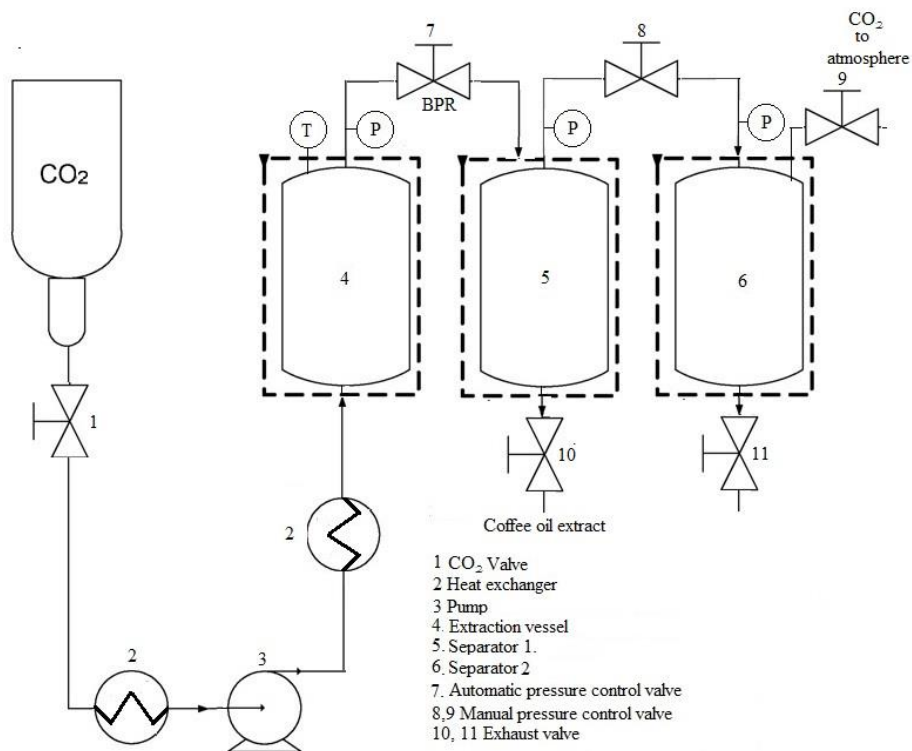 CO₂
1
2
3
2
T
P
4
7
BPR
P
5
8
P
6
CO₂
to
atmosphere
9
10
11
Coffee oil extract
1 CO₂ Valve
2 Heat exchanger
3 Pump
4. Extraction vessel
5. Separator 1.
6. Separator 2
7. Automatic pressure control valve
8,9 Manual pressure control valve
10, 11 Exhaust valve